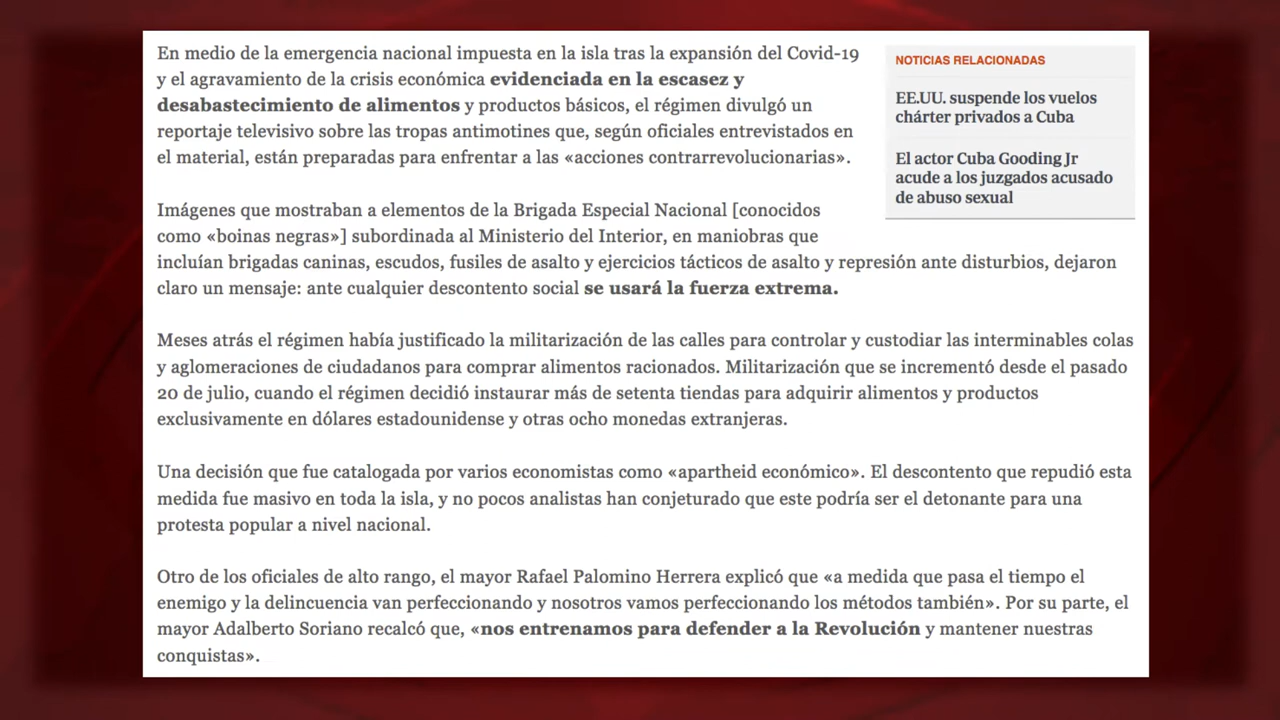 En medio de la emergencia nacional impuesta en la isla tras la expansión del Covid-19
y el agravamiento de la crisis económica evidenciada en la escasez y
desabastecimiento de alimentos y productos básicos, el régimen divulgó un
reportaje televisivo sobre las tropas antimotines que, según oficiales entrevistados en
el material, están preparadas para enfrentar a las «acciones contrarrevolucionarias».
NOTICIAS RELACIONADAS
EE.UU. suspende los vuelos
chárter privados a Cuba
El actor Cuba Gooding Jr
acude a los juzgados acusado
de abuso sexual
Imágenes que mostraban a elementos de la Brigada Especial Nacional [conocidos
como «boinas negras»] subordinada al Ministerio del Interior, en maniobras que
incluían brigadas caninas, escudos, fusiles de asalto y ejercicios tácticos de asalto y represión ante disturbios, dejaron
claro un mensaje: ante cualquier descontento social se usará la fuerza extrema.
Meses atrás el régimen había justificado la militarización de las calles para controlar y custodiar las interminables colas
y aglomeraciones de ciudadanos para comprar alimentos racionados. Militarización que se incrementó desde el pasado
20 de julio, cuando el régimen decidió instaurar más de setenta tiendas para adquirir alimentos y productos
exclusivamente en dólares estadounidense y otras ocho monedas extranjeras.
Una decisión que fue catalogada por varios economistas como «apartheid económico». El descontento que repudió esta
medida fue masivo en toda la isla, y no pocos analistas han conjeturado que este podría ser el detonante para una
protesta popular a nivel nacional.
Otro de los oficiales de alto rango, el mayor Rafael Palomino Herrera explicó que «a medida que pasa el tiempo el
enemigo y la delincuencia van perfeccionando y nosotros vamos perfeccionando los métodos también». Por su parte, el
mayor Adalberto Soriano recalcó que, «nos entrenamos para defender a la Revolución y mantener nuestras
conquistas».